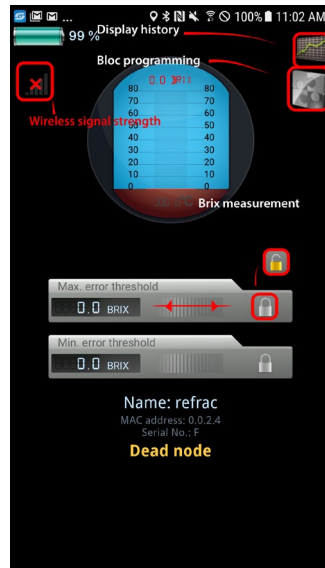 100% 11:02 AM
99 %
Display history
Bloc programming
0.0 BRIX
80 80
70 70
60 60
Wireless signal strength
50 50
40 40
30 30
20 20
10 10
0 0
Brix measurement
Max. error threshold
0.0 BRIX
Min. error threshold
0.0 BRIX
Name: refrac
MAC address: 0.0.2.4
Serial No.: F
Dead node